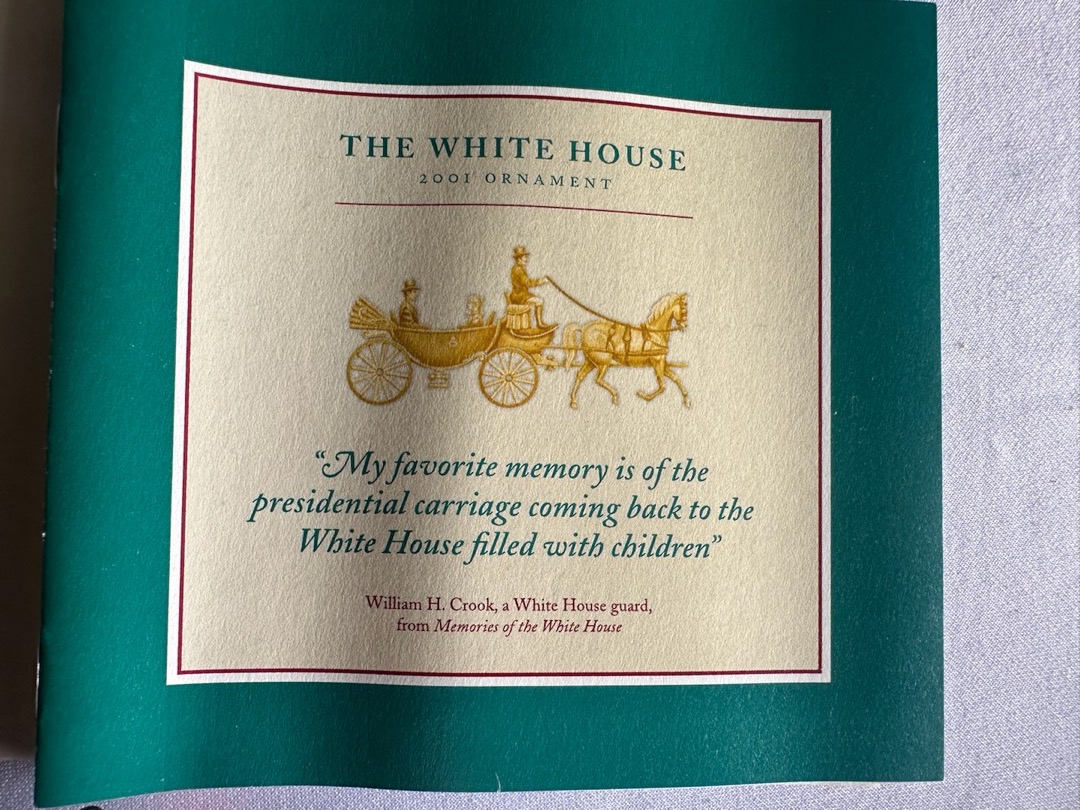 THE WHITE HOUSE
2001 ORNAMENT
“My favorite memory is of the
presidential carriage coming back to the
White House filled with children”
William H. Crook, a White House guard,
from Memories of the White House